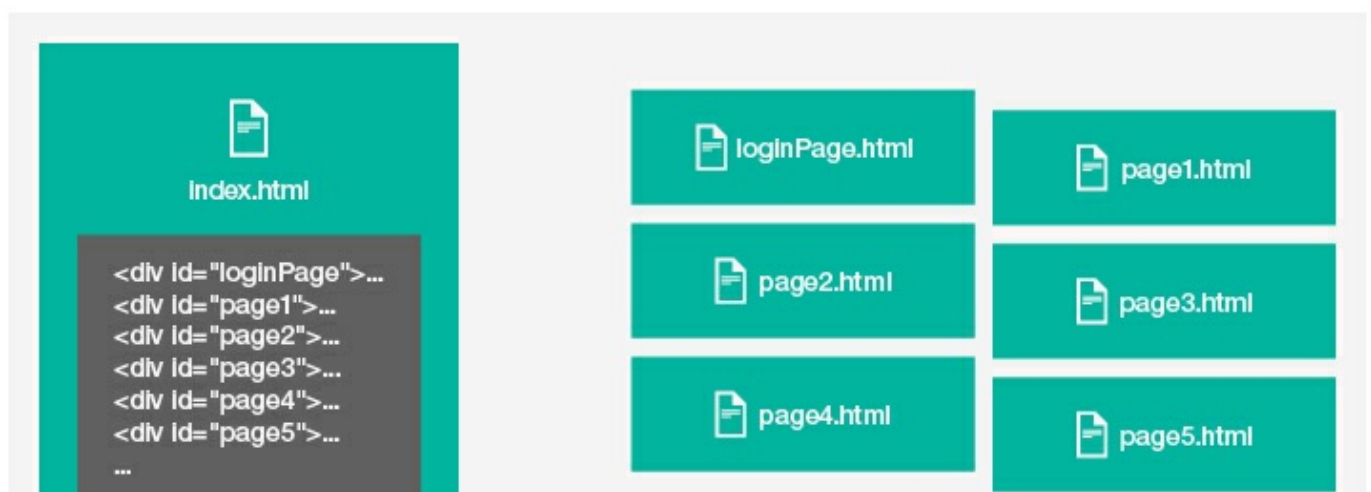 index.html
<div id="loginPage">...
<div id="page1">...
<div id="page2">...
<div id="page3">...
<div id="page4">...
<div id="page5">...
...
loginPage.html
page1.html
page2.html
page3.html
page4.html
page5.html